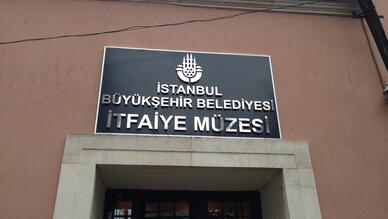 İSTANBUL
BÜYÜKŞEHİR BELEDİYESİ
İTFAİYE MÜZESİ